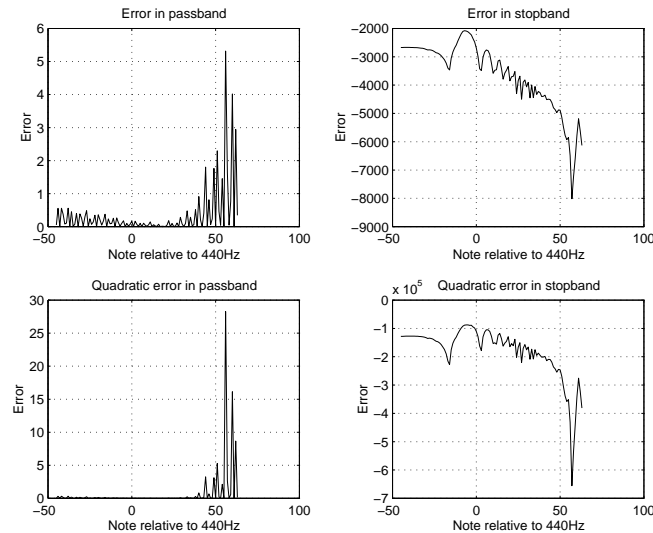 Error in passband
6
5
4
3
2
1
0
Error
−50 0 50 100
Note relative to 440Hz
Error in stopband
−2000
−3000
−4000
−5000
−6000
−7000
−8000
−9000
Error
−50 0 50 100
Note relative to 440Hz
Quadratic error in passband
30
25
20
15
10
5
0
Error
−50 0 50 100
Note relative to 440Hz
x 10^5
Quadratic error in stopband
0
−1
−2
−3
−4
−5
−6
−7
Error
−50 0 50 100
Note relative to 440Hz